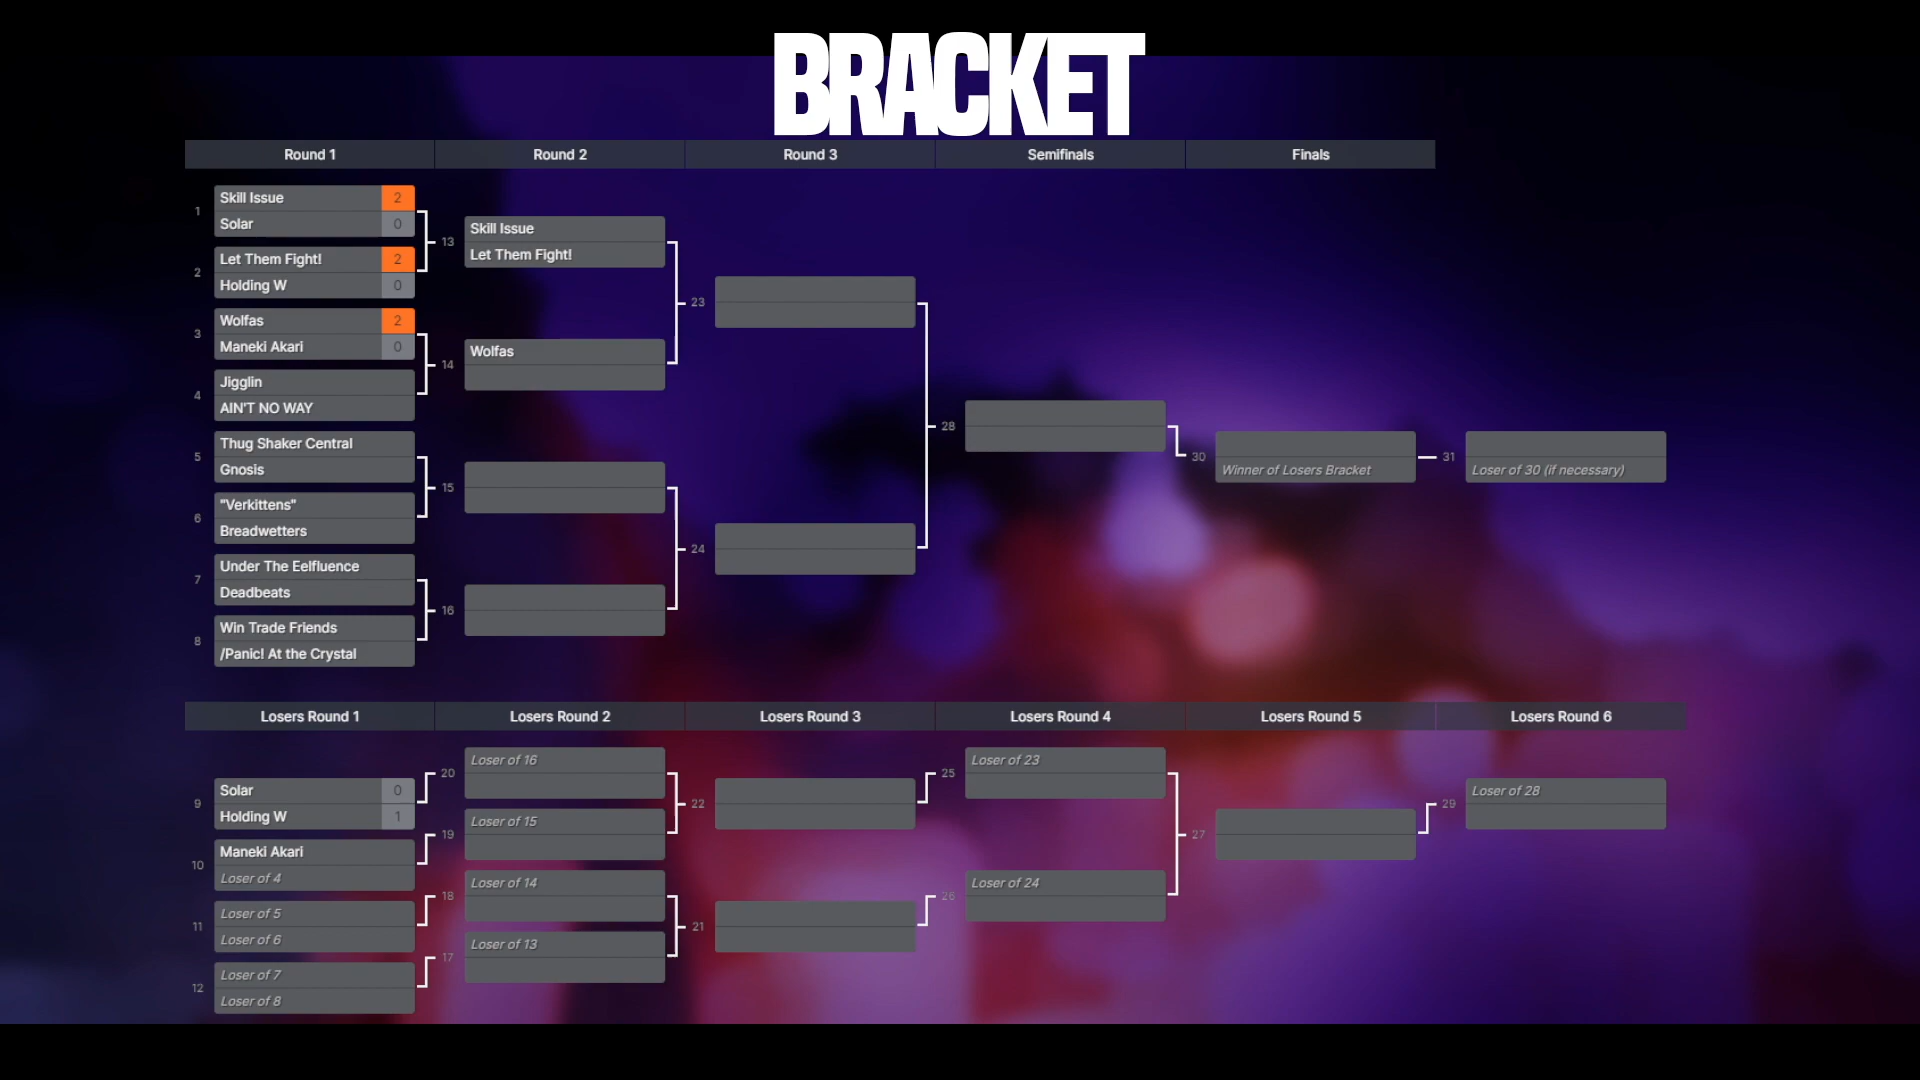 BRACKET
Round 1
Round 2
Round 3
Semifinals
Finals
1
Skill Issue 2
Solar 0
2
Let Them Fight! 2
Holding W 0
3
Wolfas 2
Maneki Akari 0
4
Jigglin
AIN'T NO WAY
5
Thug Shaker Central
Gnosis
6
"Verkittens"
Breadwetters
7
Under The Eelfluence
Deadbeats
8
Win Trade Friends
/Panic! At the Crystal
13
Skill Issue
Let Them Fight!
14
Wolfas
15
16
23
24
28
30
Winner of Losers Bracket
31
Loser of 30 (if necessary)
Losers Round 1
Losers Round 2
Losers Round 3
Losers Round 4
Losers Round 5
Losers Round 6
9
Solar 0
Holding W 1
10
Maneki Akari
Loser of 4
11
Loser of 5
Loser of 6
12
Loser of 7
Loser of 8
20
Loser of 16
19
Loser of 15
18
Loser of 14
17
Loser of 13
22
21
25
Loser of 23
26
Loser of 24
27
29
Loser of 28